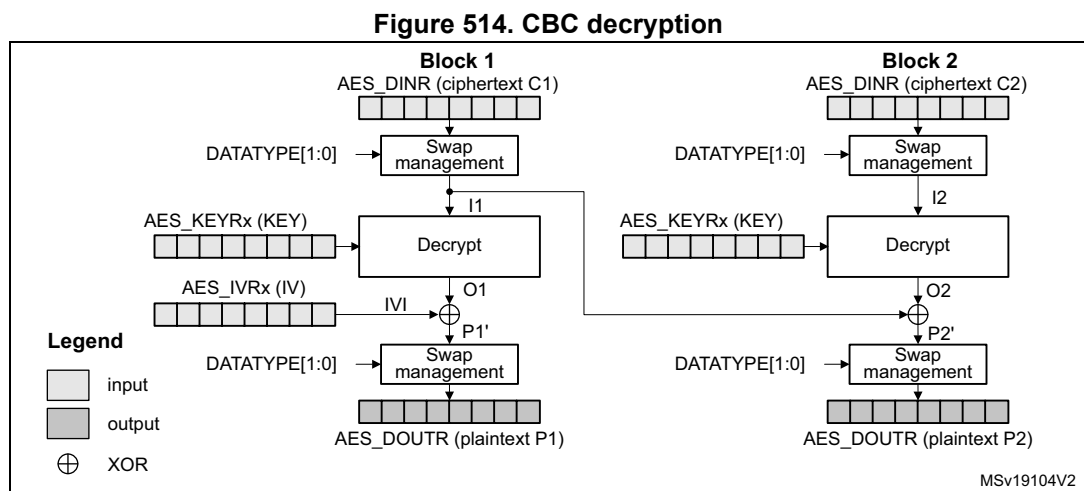 Figure 514. CBC decryption
Block 1
Block 2
AES_DINR (ciphertext C1)
AES_DINR (ciphertext C2)
DATATYPE[1:0]
Swap
management
DATATYPE[1:0]
Swap
management
I1
I2
AES_KEYRx (KEY)
Decrypt
AES_KEYRx (KEY)
Decrypt
AES_IVRx (IV)
IVI
O1
O2
P1'
P2'
Legend
input
output
XOR
DATATYPE[1:0]
Swap
management
DATATYPE[1:0]
Swap
management
AES_DOUTR (plaintext P1)
AES_DOUTR (plaintext P2)
MSv19104V2